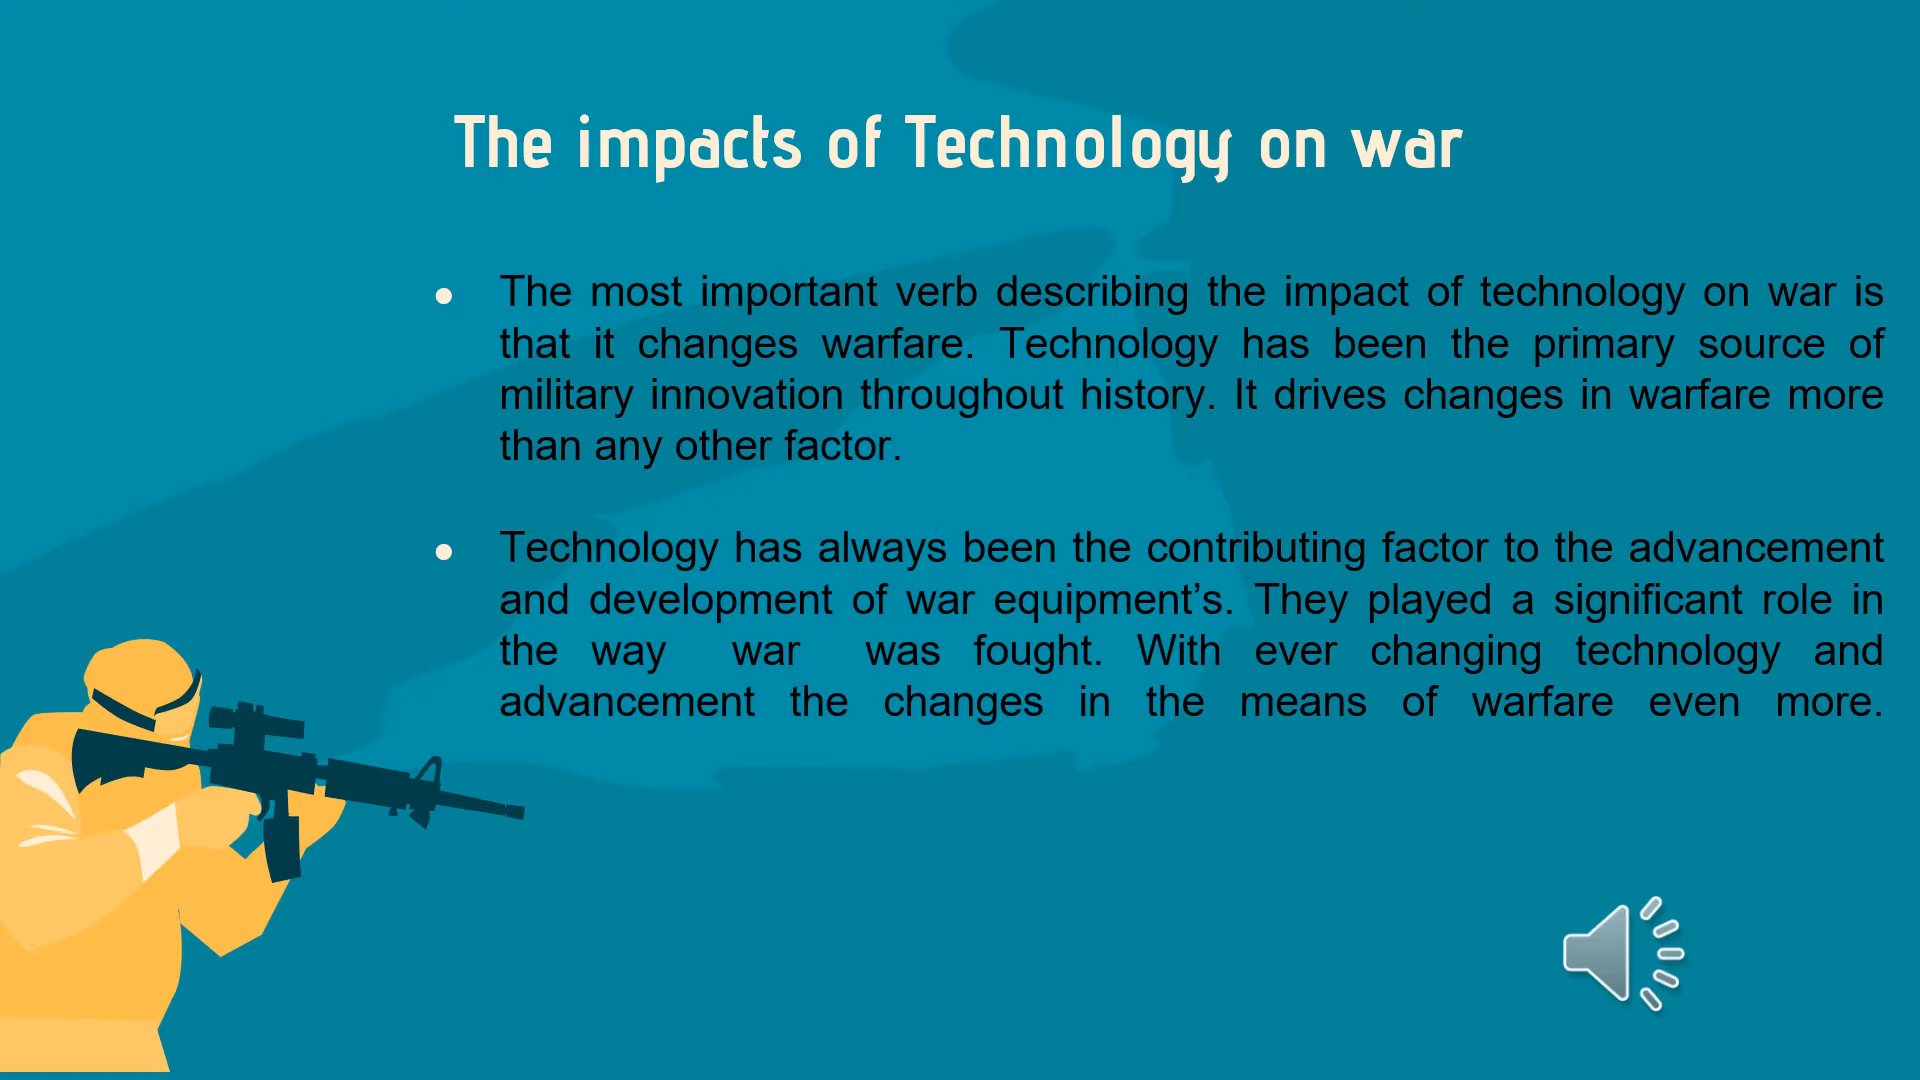 The impacts of Technology on war
● The most important verb describing the impact of technology on war is
that it changes warfare. Technology has been the primary source of
military innovation throughout history. It drives changes in warfare more
than any other factor.
● Technology has always been the contributing factor to the advancement
and development of war equipment’s. They played a significant role in
the way war was fought. With ever changing technology and
advancement the changes in the means of warfare even more.